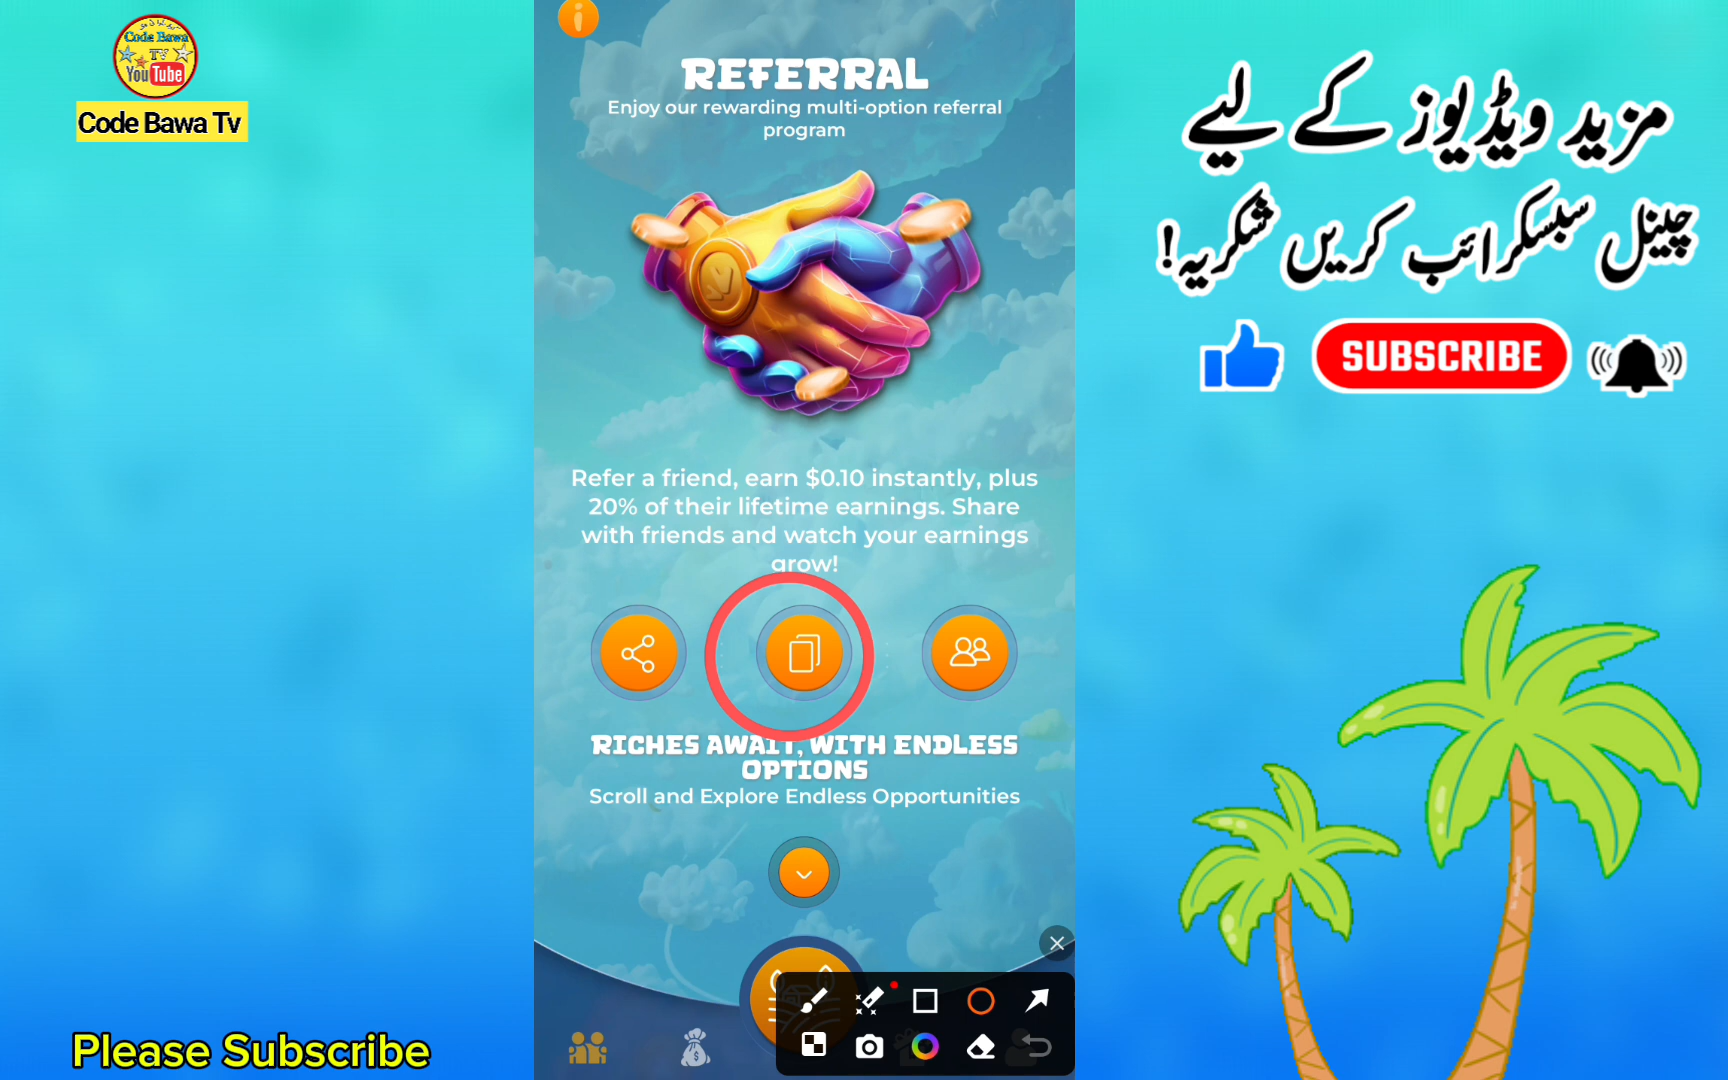 Code Bawa
TV
YouTube
Code Bawa Tv
REFERRAL
Enjoy our rewarding multi-option referral
program
Refer a friend, earn $0.10 instantly, plus
20% of their lifetime earnings. Share
with friends and watch your earnings
grow!
RICHES AWAIT, WITH ENDLESS
OPTIONS
Scroll and Explore Endless Opportunities
مزید ویڈیوز کے لیے
چینل سبسکرائب کریں شکریہ!
SUBSCRIBE
Please Subscribe